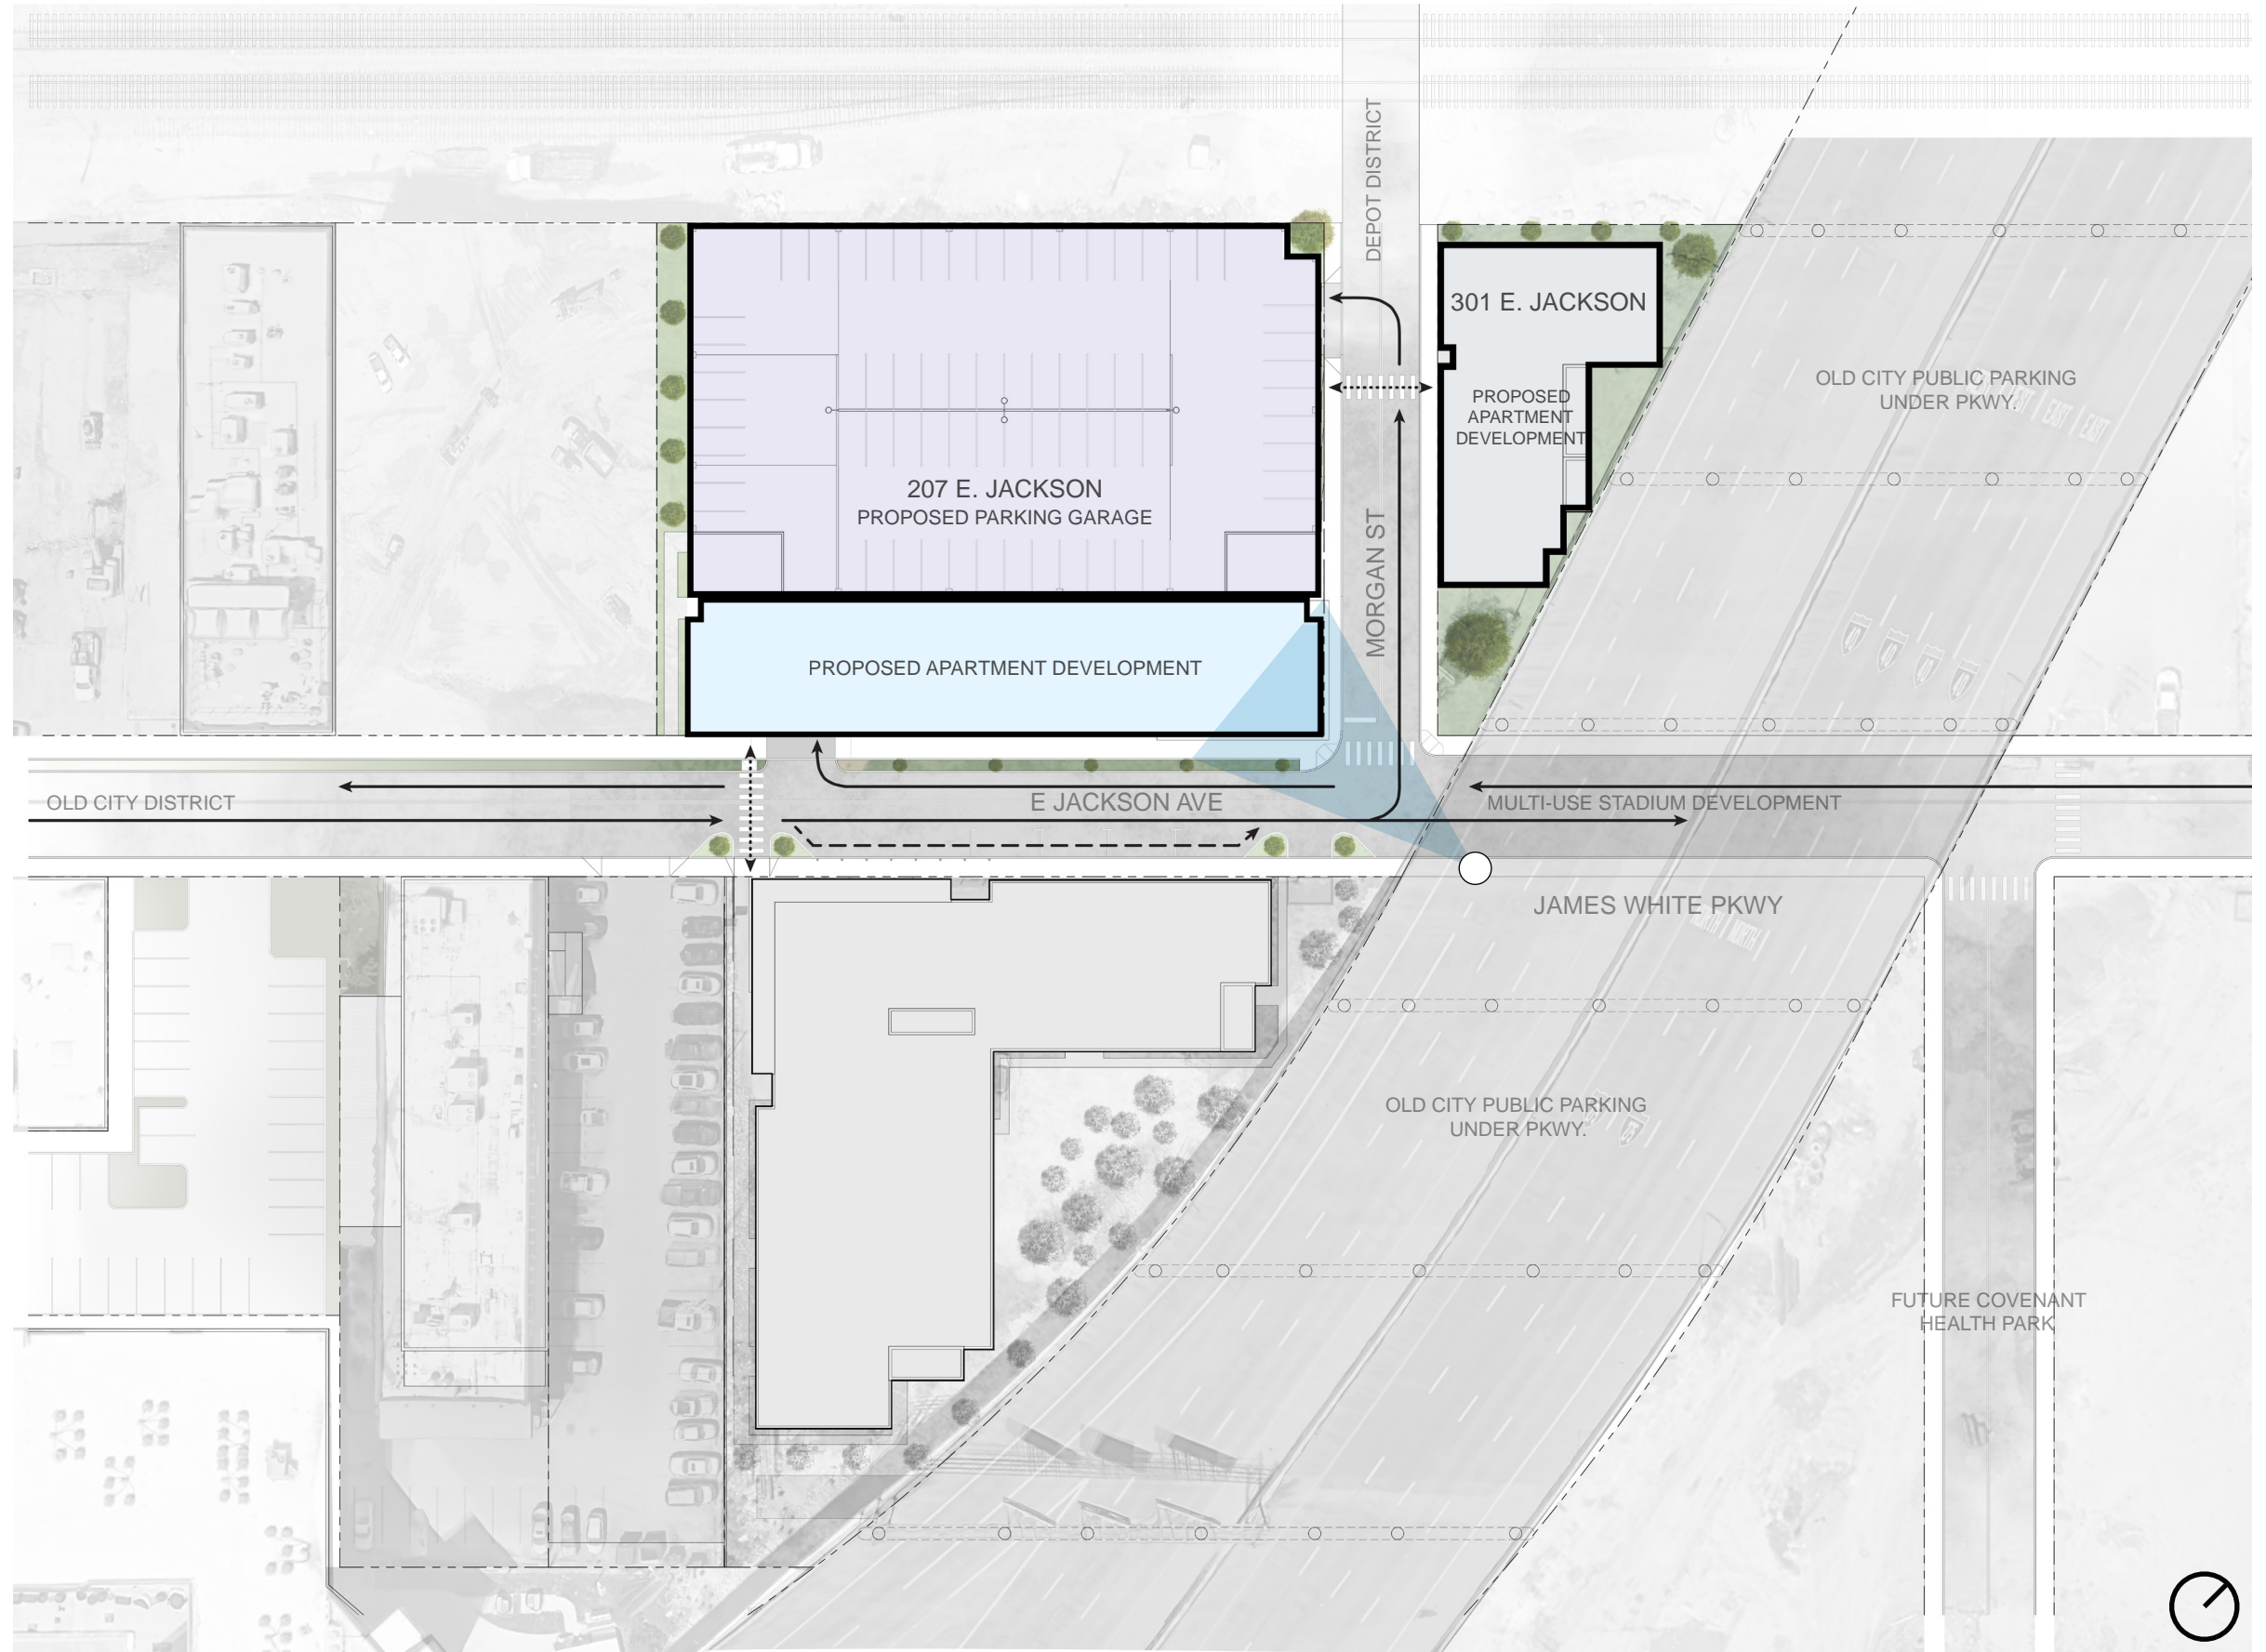 DEPOT DISTRICT
301 E. JACKSON
PROPOSED
APARTMENT
DEVELOPMENT
OLD CITY PUBLIC PARKING
UNDER PKWY.
207 E. JACKSON
PROPOSED PARKING GARAGE
MORGAN ST
PROPOSED APARTMENT DEVELOPMENT
OLD CITY DISTRICT
E JACKSON AVE
MULTI-USE STADIUM DEVELOPMENT
JAMES WHITE PKWY
OLD CITY PUBLIC PARKING
UNDER PKWY.
FUTURE COVENANT
HEALTH PARK